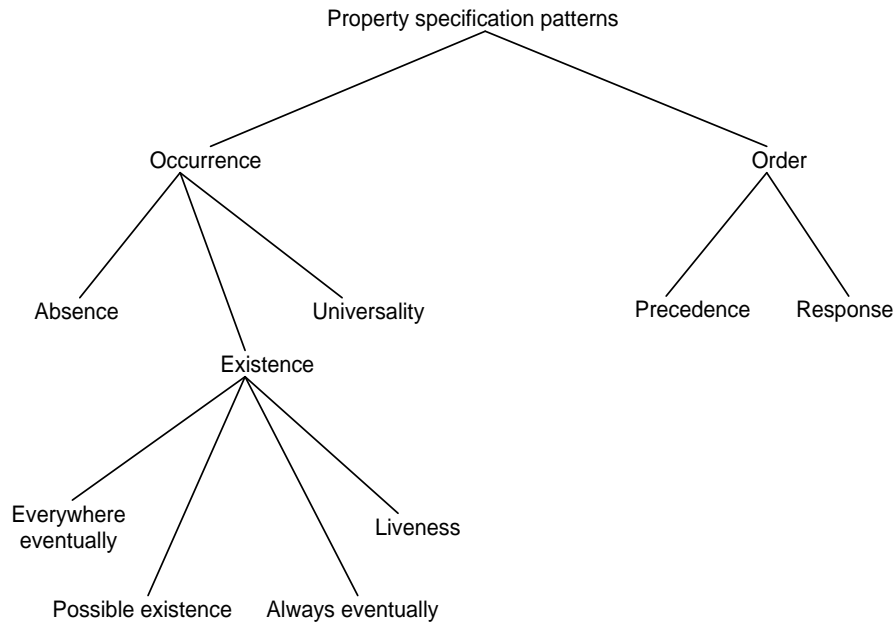 Property specification patterns
Occurrence
Order
Absence
Universality
Precedence
Response
Existence
Everywhere
eventually
Liveness
Possible existence
Always eventually